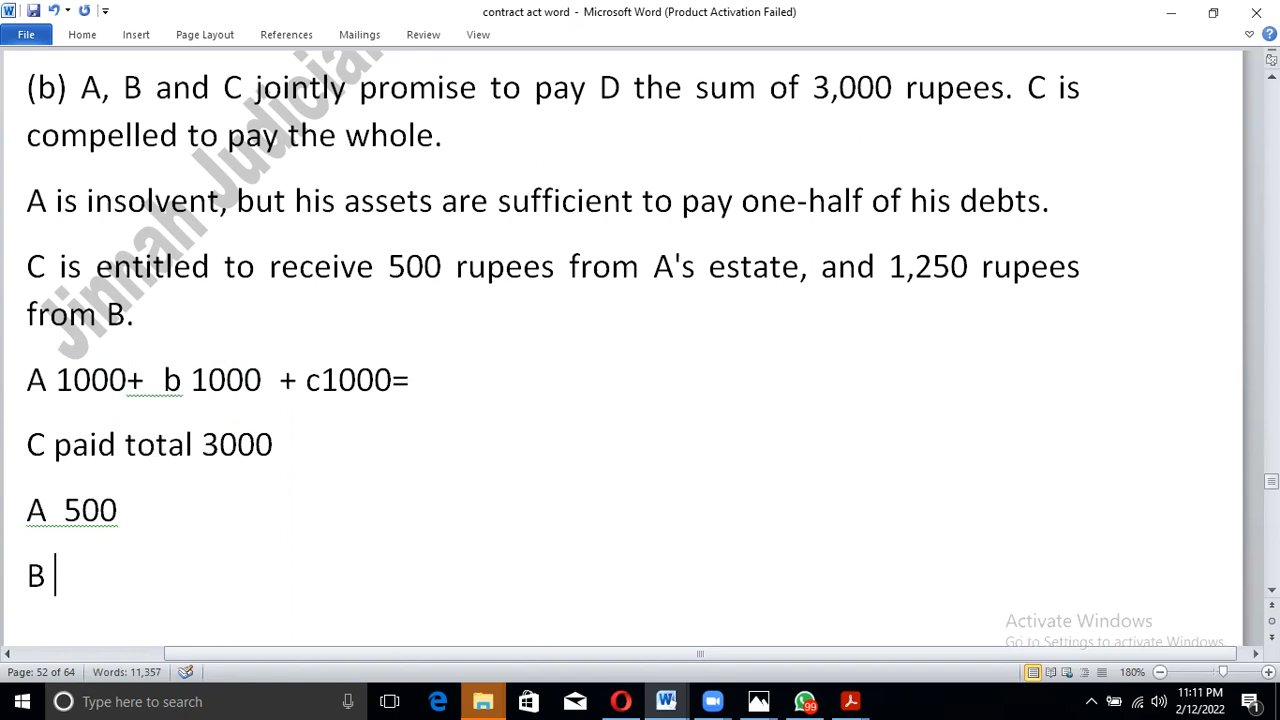 contract act word - Microsoft Word (Product Activation Failed)
File Home Insert Page Layout References Mailings Review View
(b) A, B and C jointly promise to pay D the sum of 3,000 rupees. C is
compelled to pay the whole.
A is insolvent, but his assets are sufficient to pay one-half of his debts.
C is entitled to receive 500 rupees from A's estate, and 1,250 rupees
from B.
A 1000+ b 1000 + c1000=
C paid total 3000
A 500
B
Jinnah Judicial
Activate Windows
Go to Settings to activate Windows.
Page: 52 of 64 Words: 11,357 180%
Type here to search
99
11:11 PM
2/12/2022
1